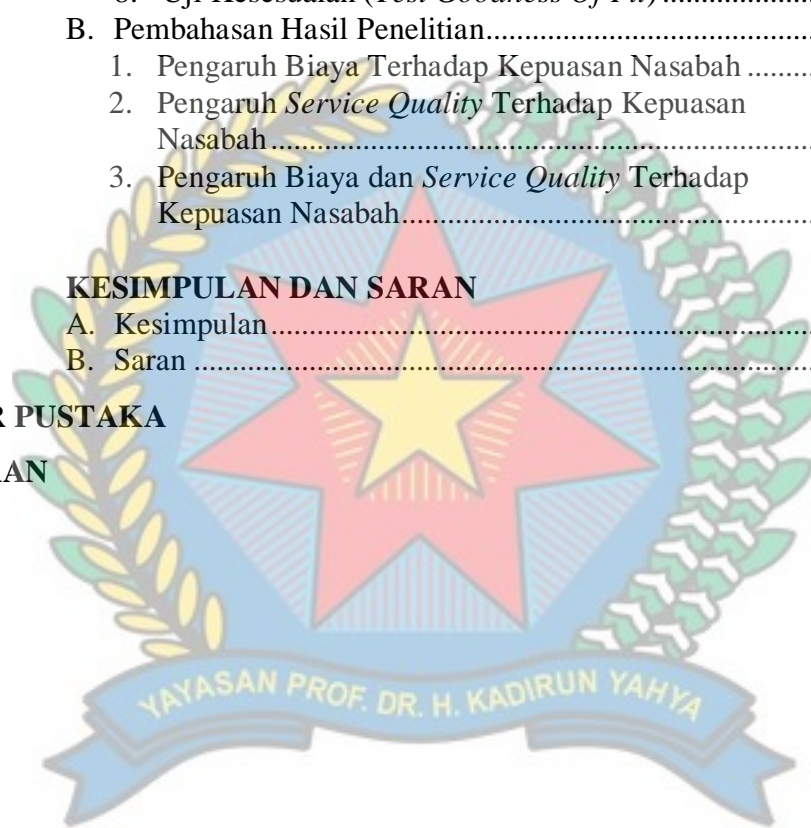 B. Pembahasan Hasil Penelitian.....................................................
1. Pengaruh Biaya Terhadap Kepuasan Nasabah .........
2. Pengaruh Service Quality Terhadap Kepuasan
Nasabah.....................................................................
3. Pengaruh Biaya dan Service Quality Terhadap
Kepuasan Nasabah.....................................................
KESIMPULAN DAN SARAN
A. Kesimpulan....................................................................
B. Saran .............................................................................
R PUSTAKA
RAN
YAYASAN PROF. DR. H. KADIRUN YAHYA